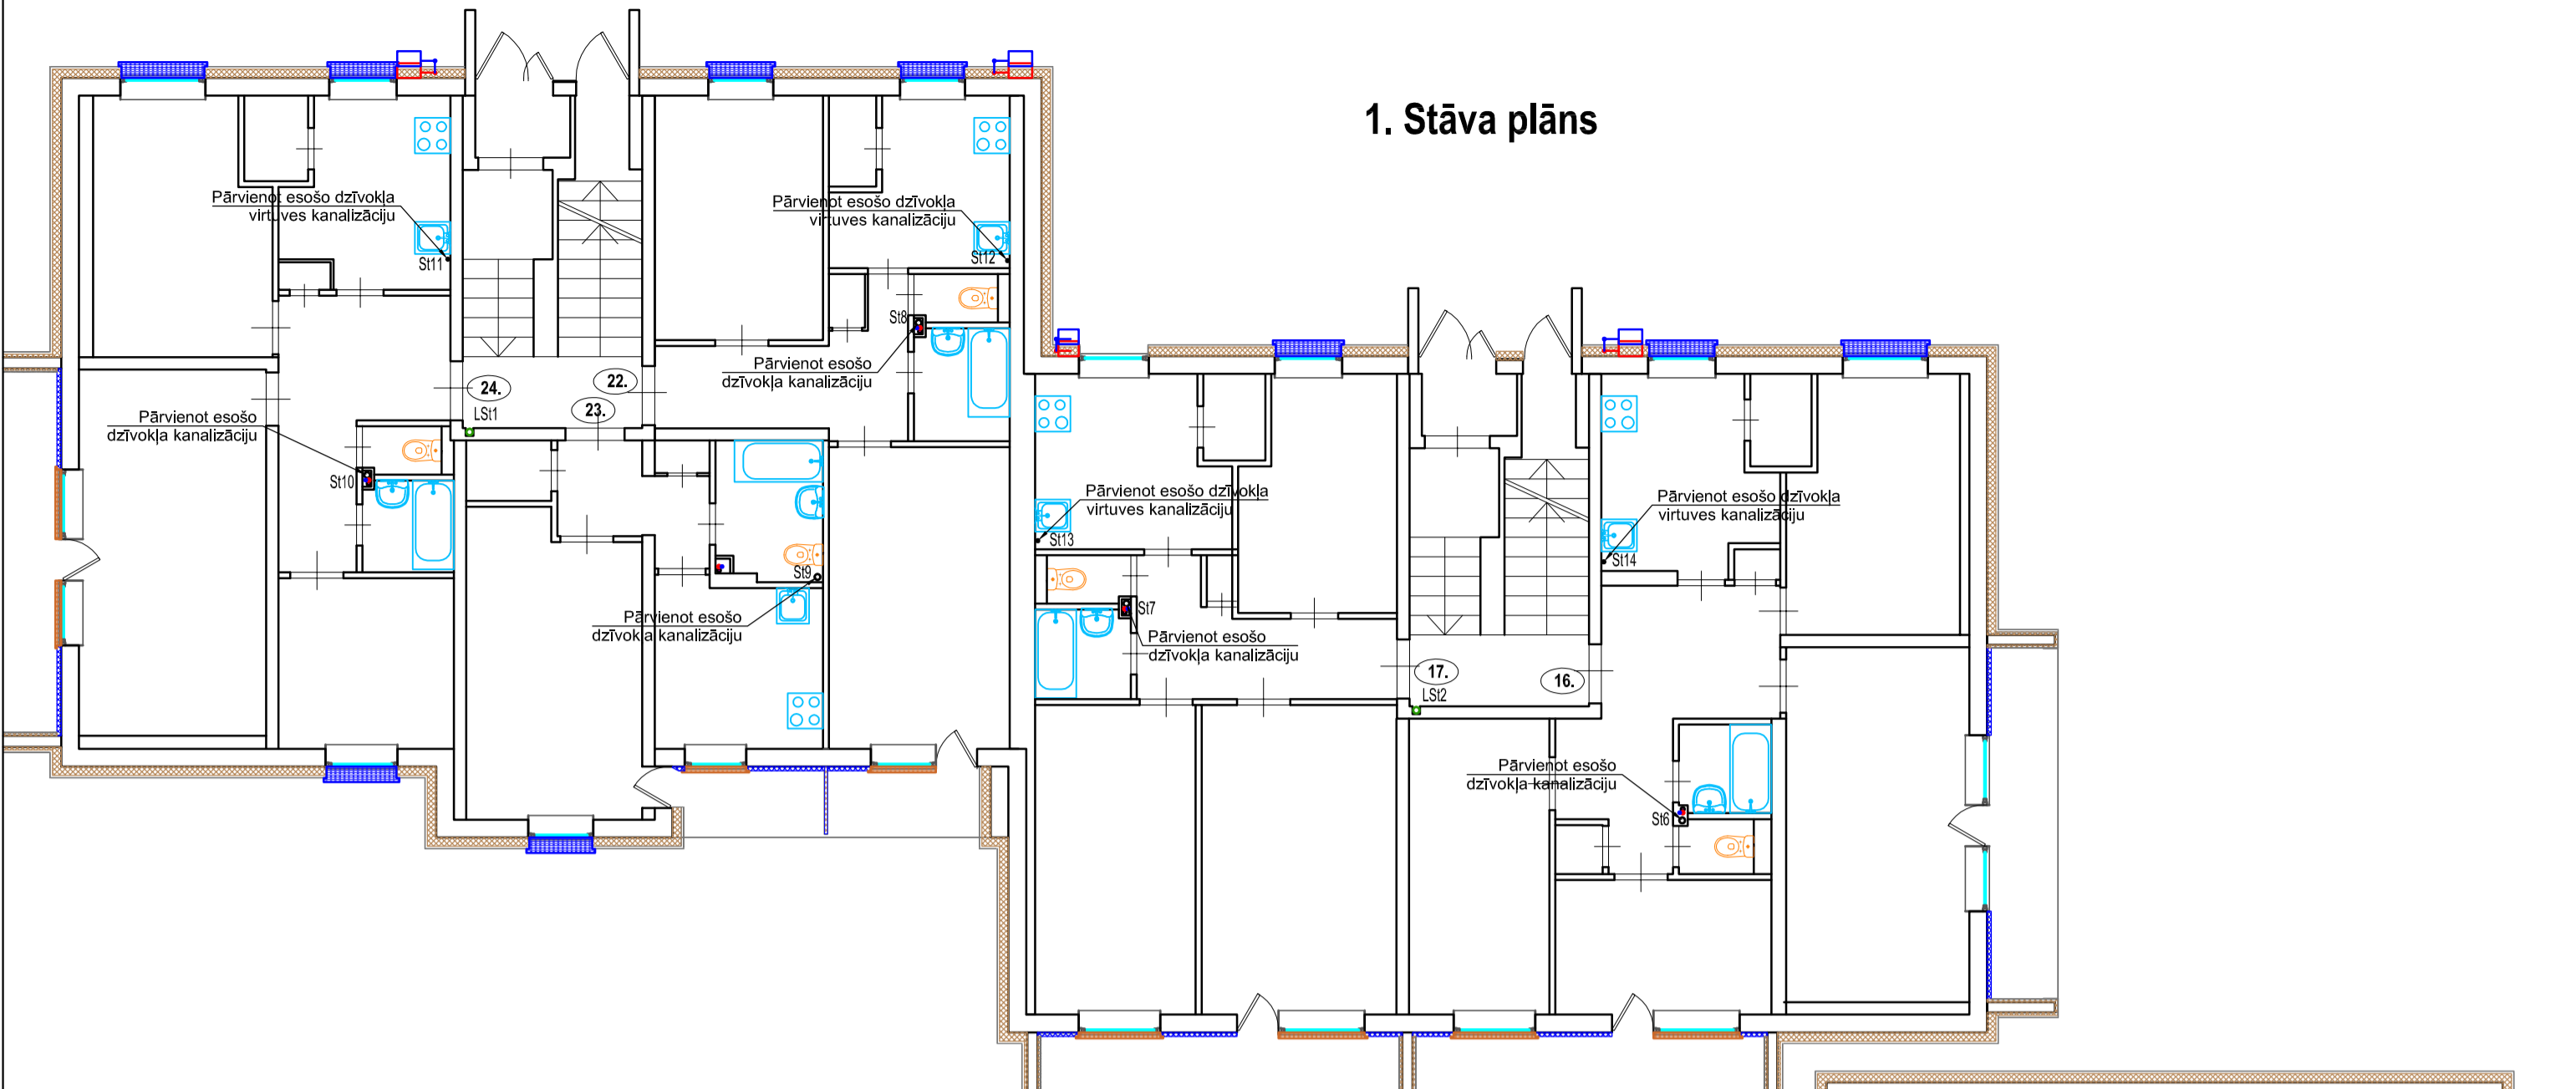 1. Stāva plāns
Pārvienot esošo dzīvokļa
virtuves kanalizāciju
St11
Pārvienot esošo dzīvokļa
virtuves kanalizāciju
St12
St8
Pārvienot esošo
dzīvokļa kanalizāciju
24.
LSt1
22.
23.
Pārvienot esošo
dzīvokļa kanalizāciju
St10
St9
Pārvienot esošo
dzīvokļa kanalizāciju
Pārvienot esošo dzīvokļa
virtuves kanalizāciju
St13
St7
Pārvienot esošo
dzīvokļa kanalizāciju
17.
LSt2
16.
Pārvienot esošo dzīvokļa
virtuves kanalizāciju
St14
Pārvienot esošo
dzīvokļa kanalizāciju
St6